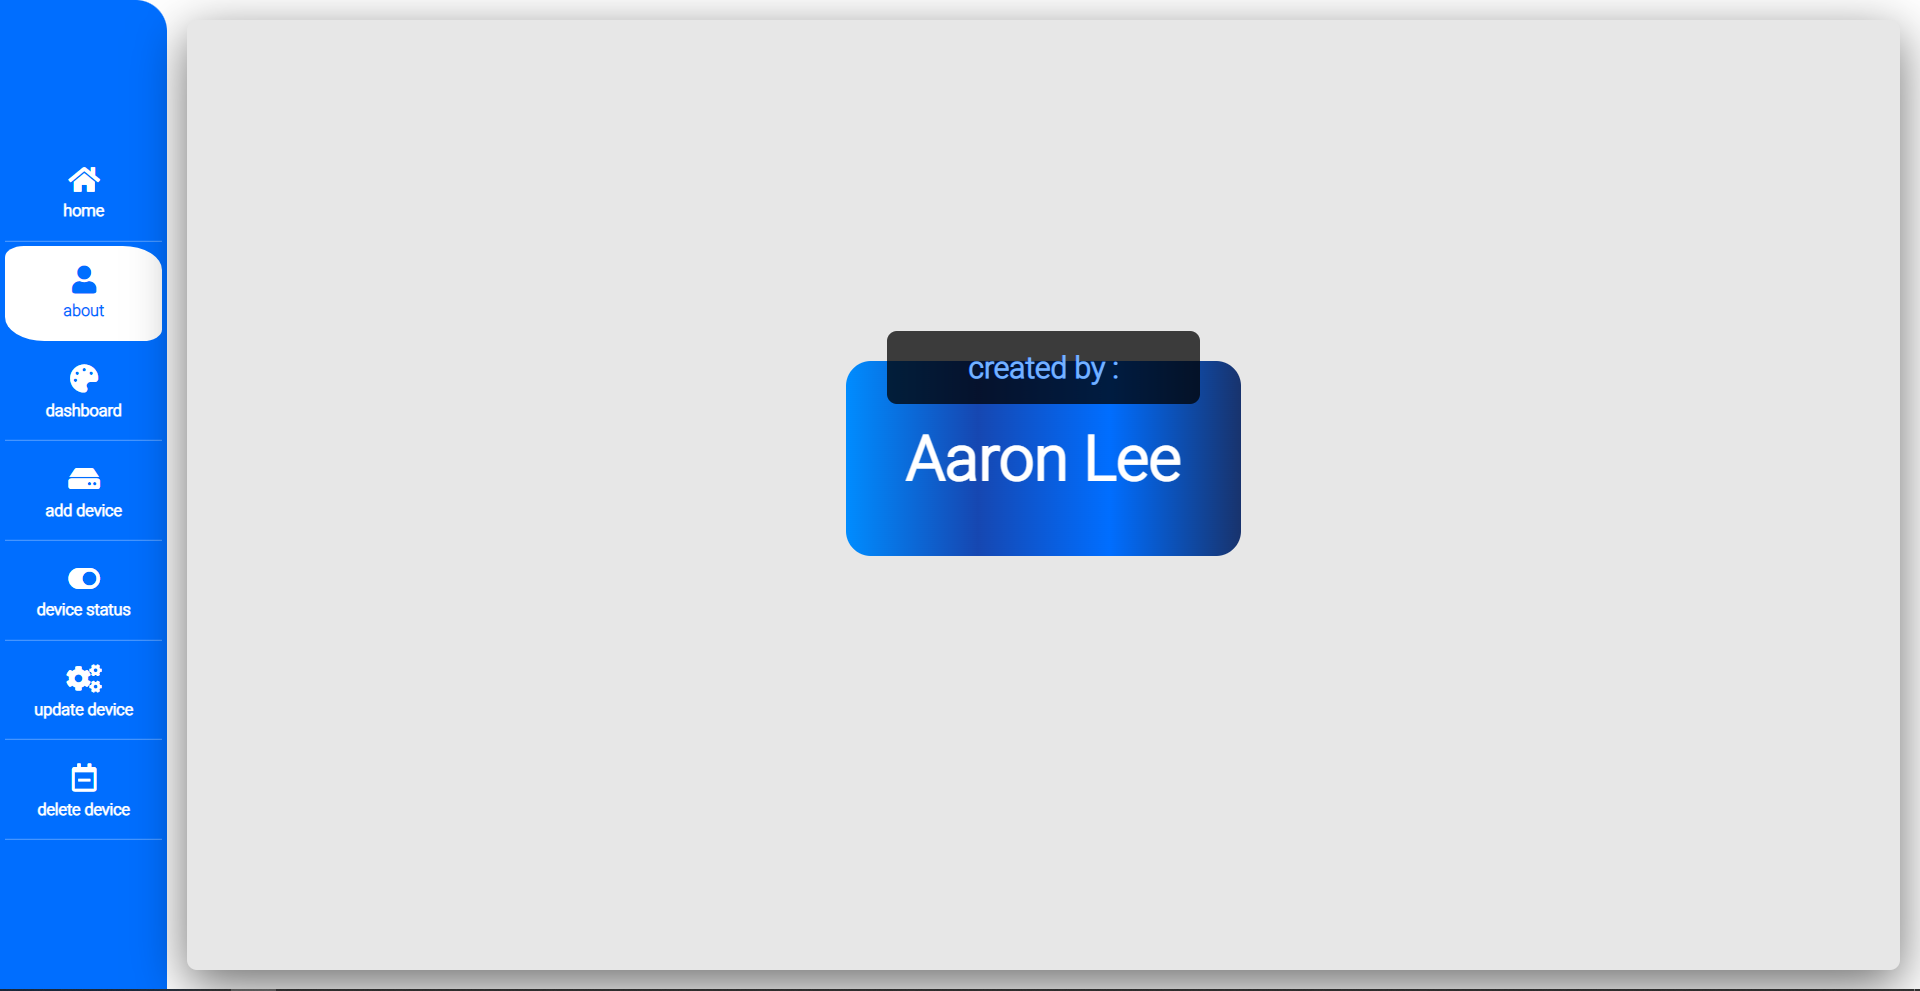 home
about
dashboard
add device
device status
update device
delete device
created by :
Aaron Lee